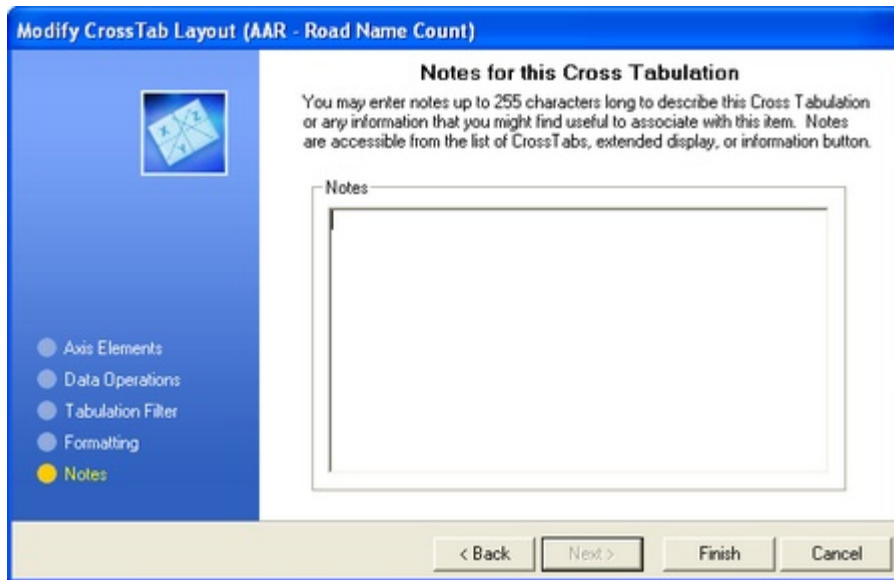 Modify CrossTab Layout (AAR - Road Name Count)
Notes for this Cross Tabulation
You may enter notes up to 255 characters long to describe this Cross Tabulation
or any information that you might find useful to associate with this item. Notes
are accessible from the list of CrossTabs, extended display, or information button.
Notes
X
Z
Y
Axis Elements
Data Operations
Tabulation Filter
Formatting
Notes
< Back
Next >
Finish
Cancel